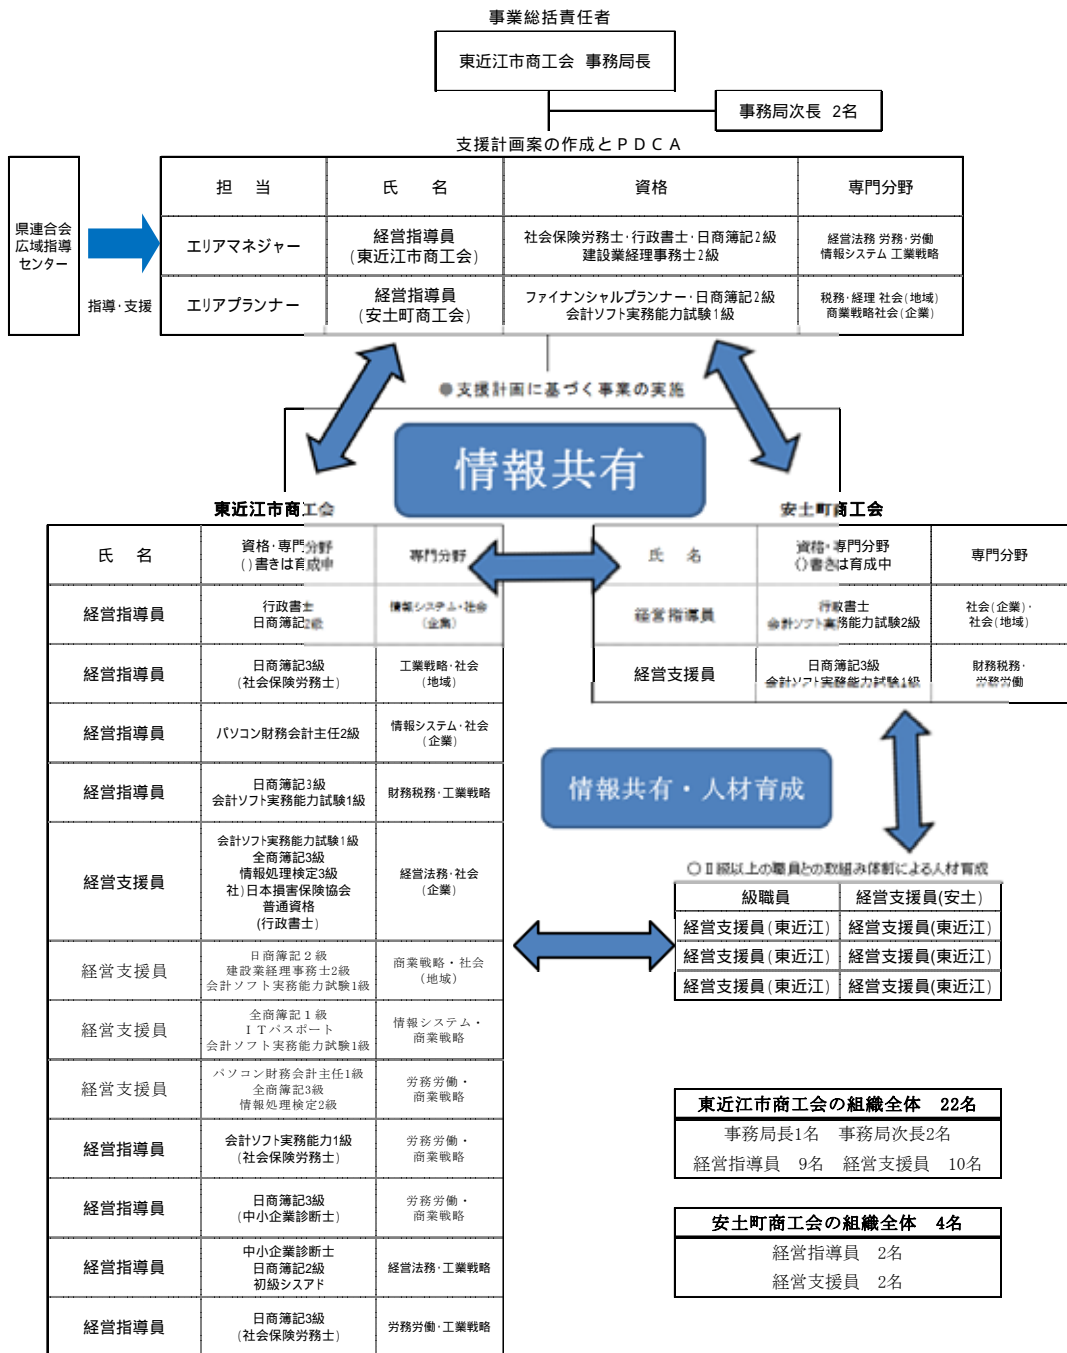 事業総括責任者
東近江市商工会 事務局長
事務局次長 2名
支援計画案の作成とＰＤＣＡ
県連合会
広域指導
センター
指導・支援
担 当 氏 名 資格 専門分野
エリアマネジャー
経営指導員
(東近江市商工会)
社会保険労務士・行政書士・日商簿記2級
建設業経理事務士2級
経営法務 労務・労働
情報システム 工業戦略
エリアプランナー
経営指導員
(安土町商工会)
ファイナンシャルプランナー・日商簿記2級
会計ソフト実務能力試験1級
税務・経理 社会(地域)
商業戦略社会(企業)
●支援計画に基づく事業の実施
情報共有
東近江市商工会
氏 名
資格・専門分野
()書きは育成中
専門分野
経営指導員
行政書士
日商簿記2級
情報システム・社会
(企業)
経営指導員
日商簿記3級
(社会保険労務士)
工業戦略・社会
(地域)
経営指導員
パソコン財務会計主任2級
情報システム・社会
(企業)
経営指導員
日商簿記3級
会計ソフト実務能力試験1級
財務税務・工業戦略
経営支援員
会計ソフト実務能力試験1級
全商簿記3級
情報処理検定3級
社)日本損害保険協会
普通資格
(行政書士)
経営法務・社会
(企業)
経営支援員
日商簿記２級
建設業経理事務士2級
会計ソフト実務能力試験1級
商業戦略・社会
(地域)
経営支援員
全商簿記１級
ＩＴパスポート
会計ソフト実務能力試験1級
情報システム・
商業戦略
経営支援員
パソコン財務会計主任1級
全商簿記3級
情報処理検定2級
労務労働・
商業戦略
経営指導員
会計ソフト実務能力1級
(社会保険労務士)
労務労働・
商業戦略
経営指導員
日商簿記3級
(中小企業診断士)
労務労働・
商業戦略
経営指導員
中小企業診断士
日商簿記2級
初級シスアド
経営法務・工業戦略
経営指導員
日商簿記3級
(社会保険労務士)
労務労働・工業戦略
安土町商工会
氏 名
資格・専門分野
()書きは育成中
専門分野
経営指導員
行政書士
会計ソフト実務能力試験2級
社会(企業)・
社会(地域)
経営支援員
日商簿記3級
会計ソフト実務能力試験1級
財務税務・
労務労働
情報共有・人材育成
○Ⅱ級以上の職員との取組み体制による人材育成
級職員 経営支援員(安土)
経営支援員(東近江) 経営支援員(東近江)
経営支援員(東近江) 経営支援員(東近江)
経営支援員(東近江) 経営支援員(東近江)
東近江市商工会の組織全体 22名
事務局長1名 事務局次長2名
経営指導員 9名 経営支援員 10名
安土町商工会の組織全体 4名
経営指導員 2名
経営支援員 2名